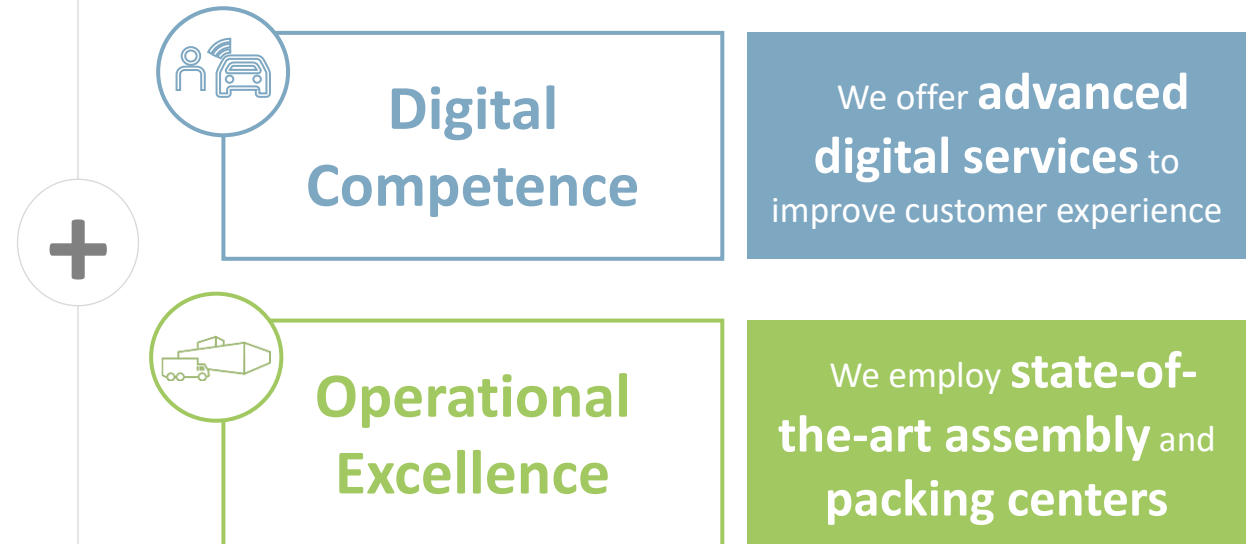 Digital
Competence
We offer advanced
digital services to
improve customer experience
+
Operational
Excellence
We employ state-of-
the-art assembly and
packing centers